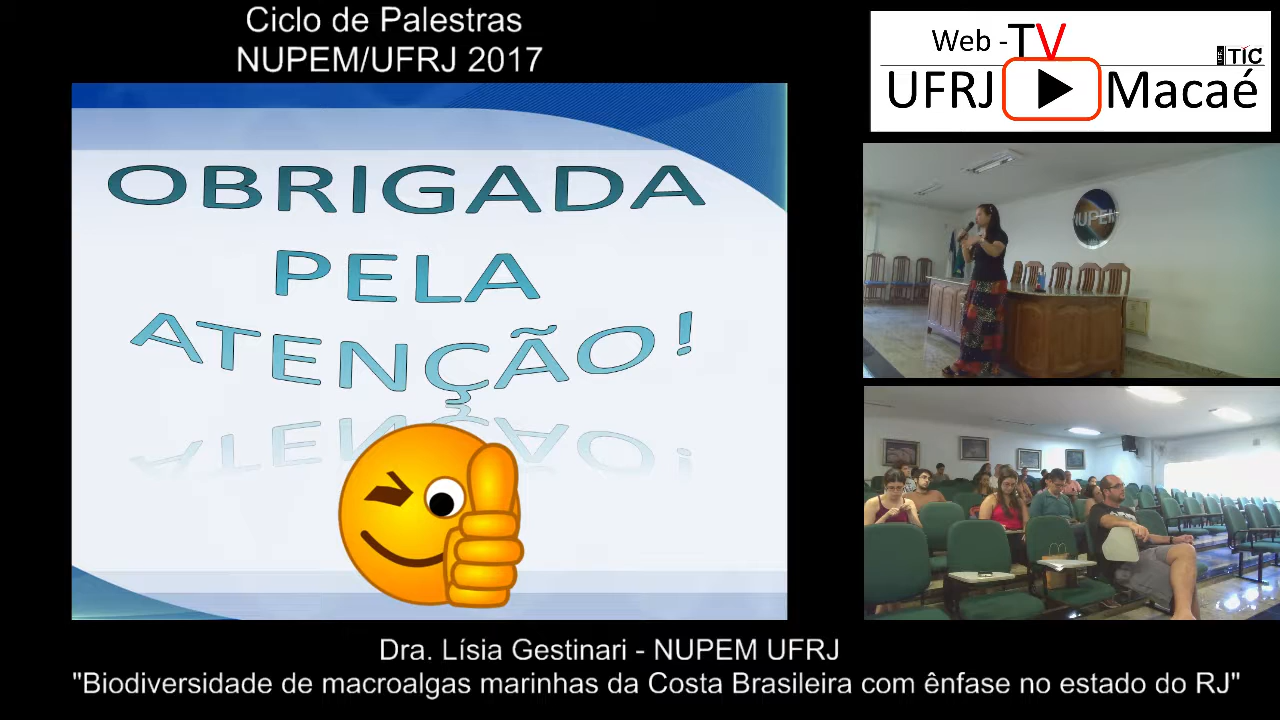 Ciclo de Palestras
NUPEM/UFRJ 2017
Web -TV
TIC
UFRJ Macaé
OBRIGADA
PELA
ATENÇÃO!
NUPEM
Dra. Lísia Gestinari - NUPEM UFRJ
"Biodiversidade de macroalgas marinhas da Costa Brasileira com ênfase no estado do RJ"